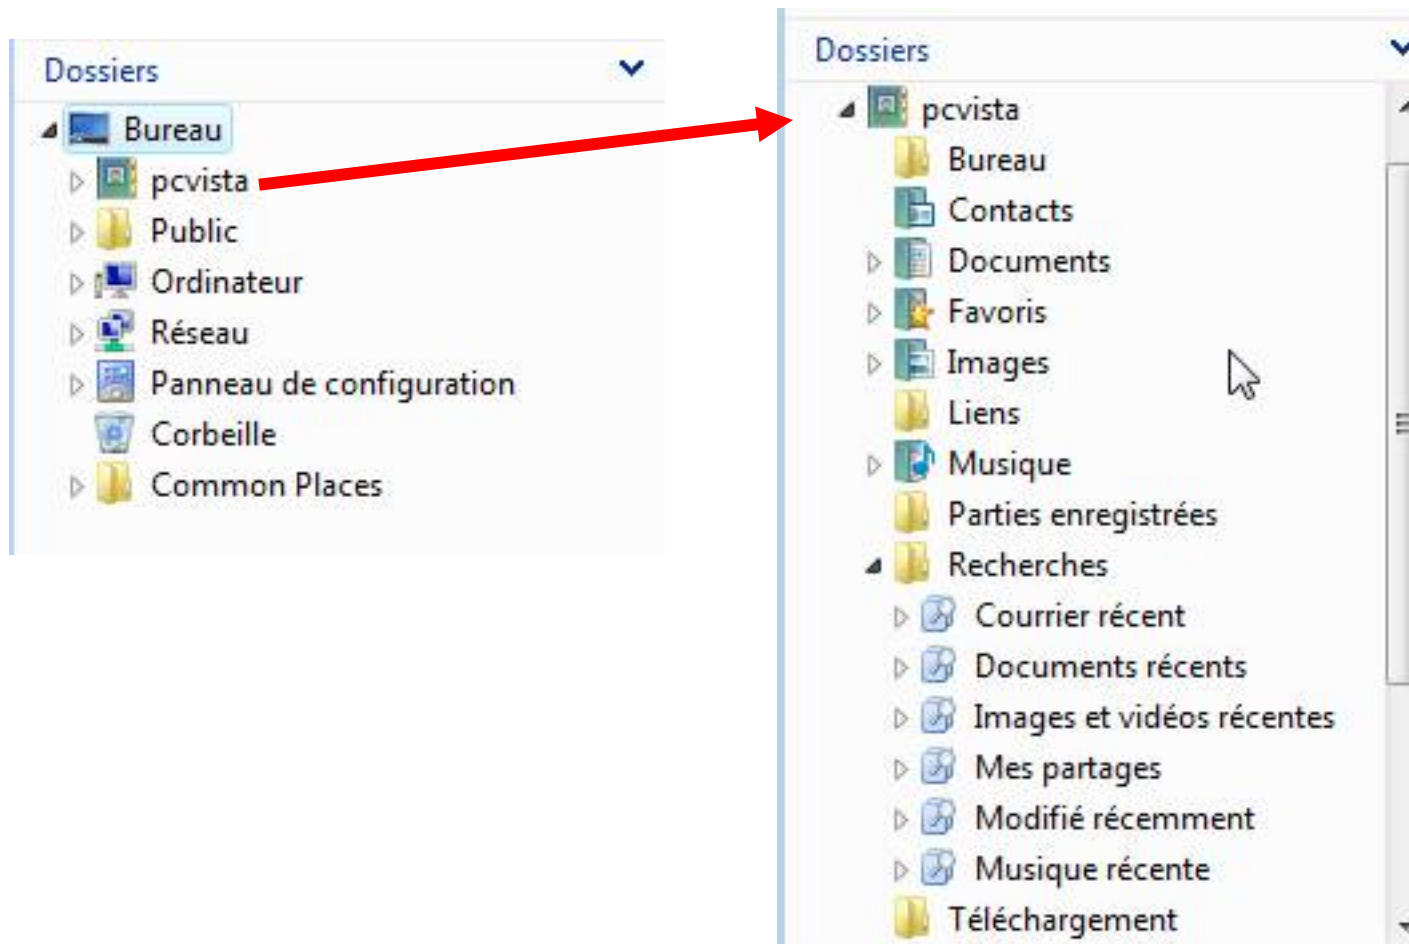 Dossiers
Bureau
pcvista
Public
Ordinateur
Réseau
Panneau de configuration
Corbeille
Common Places
Dossiers
pcvista
Bureau
Contacts
Documents
Favoris
Images
Liens
Musique
Parties enregistrées
Recherches
Courrier récent
Documents récents
Images et vidéos récentes
Mes partages
Modifié récemment
Musique récente
Téléchargement